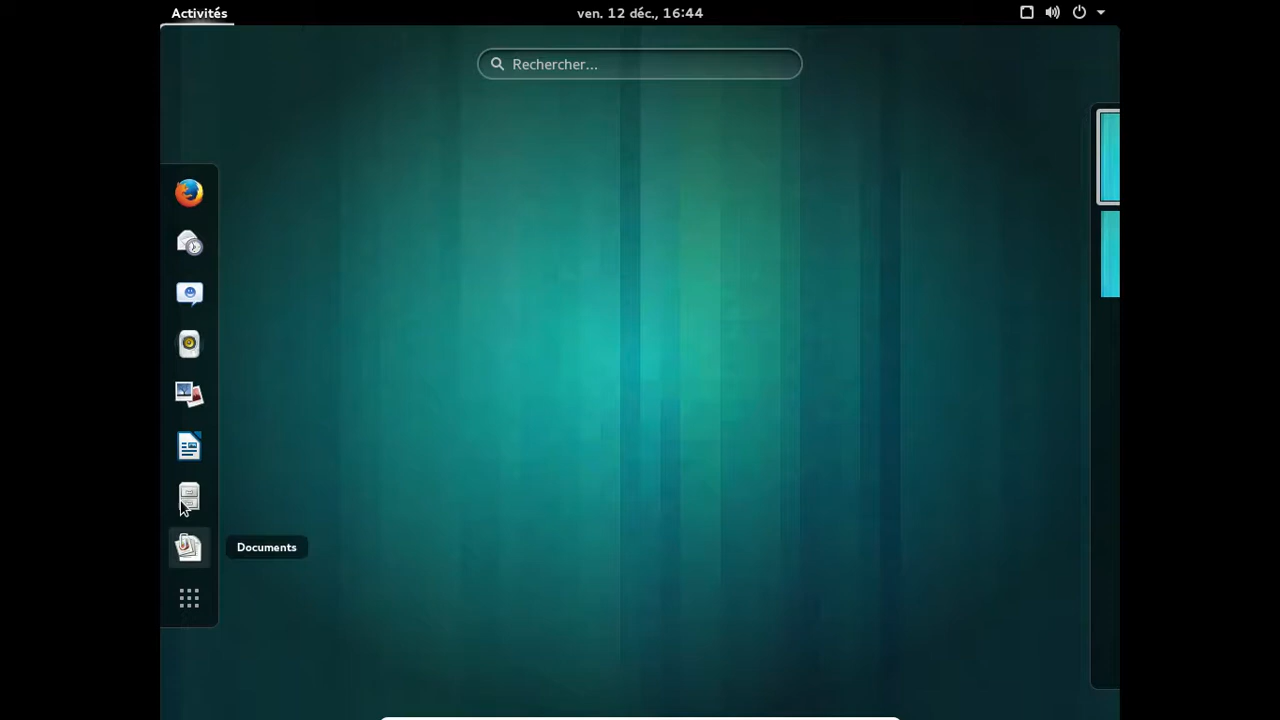 Activités
ven. 12 déc., 16:44
Rechercher...
Documents